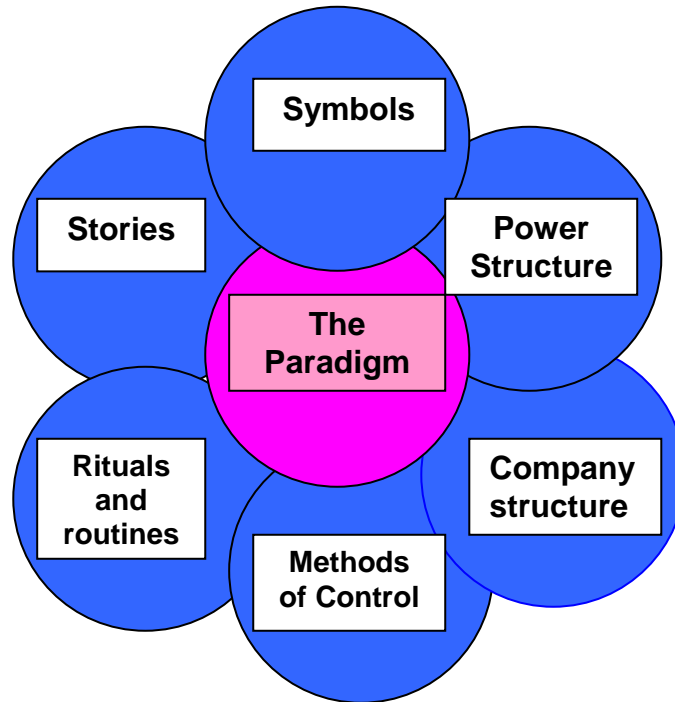 Symbols
Stories
Power
Structure
The
Paradigm
Rituals
and
routines
Company
structure
Methods
of Control